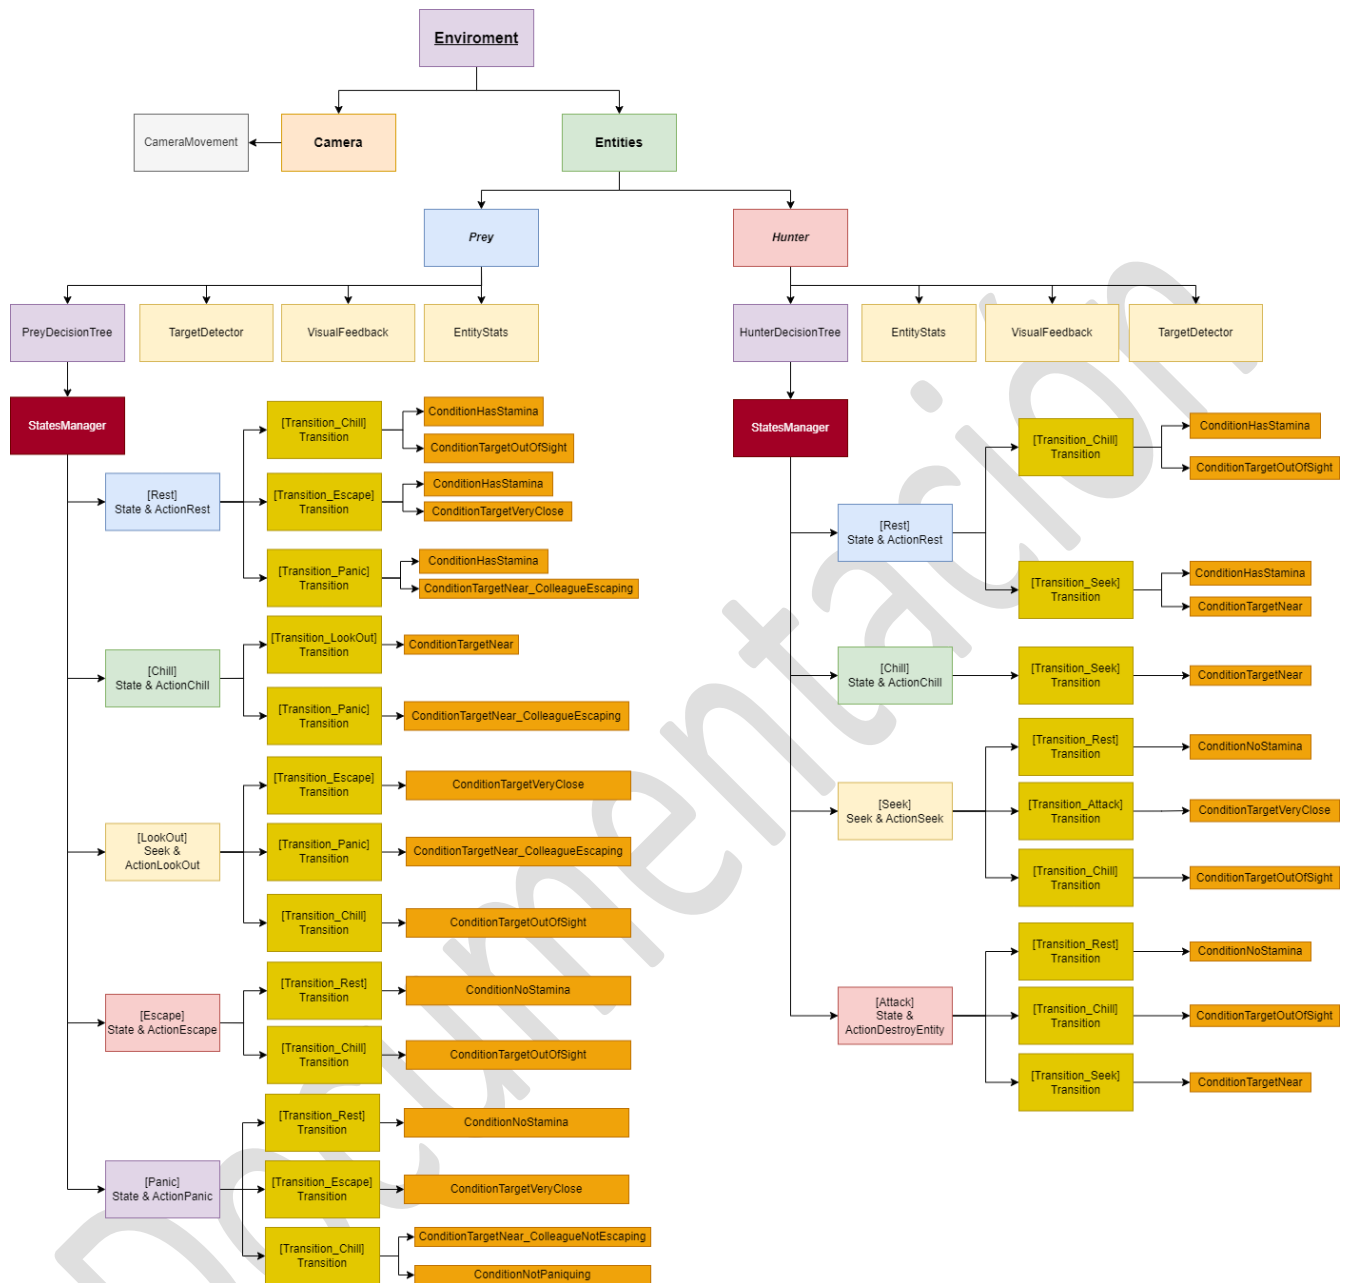 Enviroment
CameraMovement
Camera
Entities
Prey
Hunter
PreyDecisionTree
TargetDetector
VisualFeedback
EntityStats
HunterDecisionTree
EntityStats
VisualFeedback
TargetDetector
StatesManager
[Rest]
State & ActionRest
[Transition_Chill]
Transition
ConditionHasStamina
ConditionTargetOutOfSight
[Transition_Escape]
Transition
ConditionHasStamina
ConditionTargetVeryClose
[Transition_Panic]
Transition
ConditionHasStamina
ConditionTargetNear_ColleagueEscaping
[Chill]
State & ActionChill
[Transition_LookOut]
Transition
ConditionTargetNear
[Transition_Panic]
Transition
ConditionTargetNear_ColleagueEscaping
[LookOut]
Seek &
ActionLookOut
[Transition_Escape]
Transition
ConditionTargetVeryClose
[Transition_Panic]
Transition
ConditionTargetNear_ColleagueEscaping
[Transition_Chill]
Transition
ConditionTargetOutOfSight
[Escape]
State & ActionEscape
[Transition_Rest]
Transition
ConditionNoStamina
[Transition_Chill]
Transition
ConditionTargetOutOfSight
[Panic]
State & ActionPanic
[Transition_Rest]
Transition
ConditionNoStamina
[Transition_Escape]
Transition
ConditionTargetVeryClose
[Transition_Chill]
Transition
ConditionTargetNear_ColleagueNotEscaping
ConditionNotPaniquing
StatesManager
[Rest]
State & ActionRest
[Transition_Chill]
Transition
ConditionHasStamina
ConditionTargetOutOfSight
[Transition_Seek]
Transition
ConditionHasStamina
ConditionTargetNear
[Chill]
State & ActionChill
[Transition_Seek]
Transition
ConditionTargetNear
[Seek]
Seek & ActionSeek
[Transition_Rest]
Transition
ConditionNoStamina
[Transition_Attack]
Transition
ConditionTargetVeryClose
[Transition_Chill]
Transition
ConditionTargetOutOfSight
[Attack]
State &
ActionDestroyEntity
[Transition_Rest]
Transition
ConditionNoStamina
[Transition_Chill]
Transition
ConditionTargetOutOfSight
[Transition_Seek]
Transition
ConditionTargetNear
Documentación